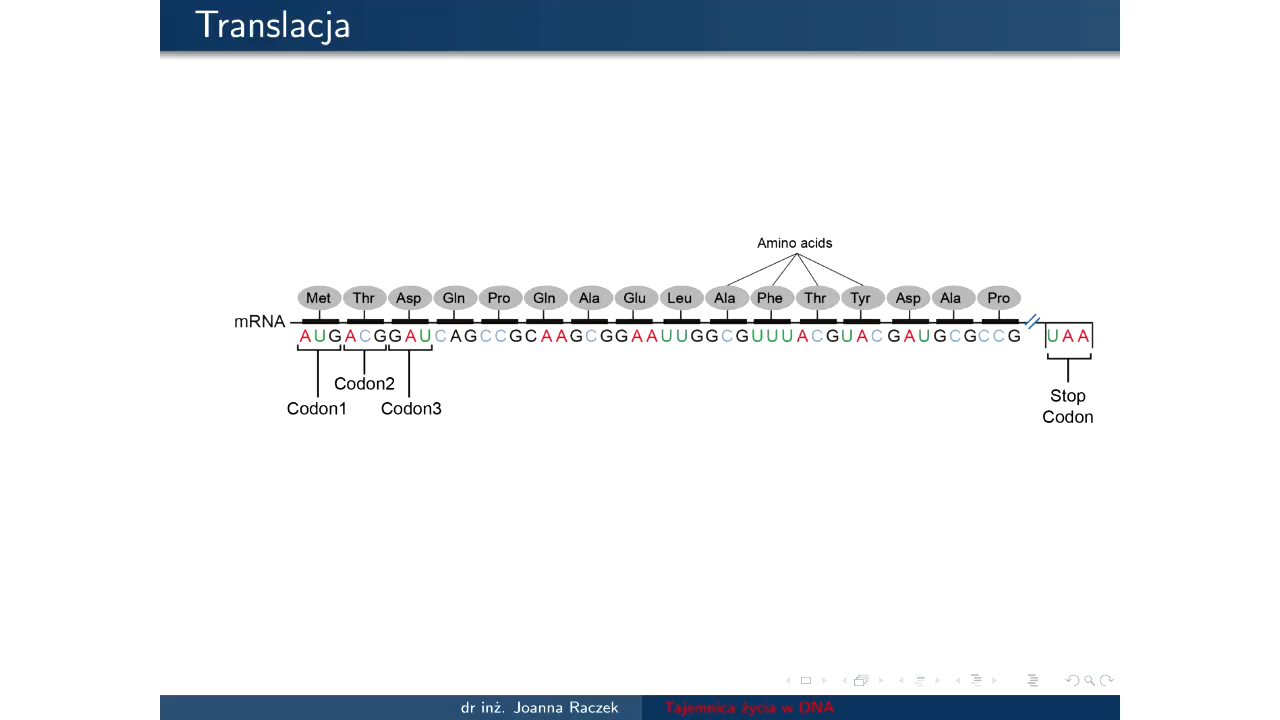 Translacja
Amino acids
Met Thr Asp Gln Pro Gln Ala Glu Leu Ala Phe Thr Tyr Asp Ala Pro
mRNA
AUGACGGAUCAGCCGCAAGCGGAAUUGGCGUUUACGUACGAUGCGCCG UAA
Codon2
Codon1 Codon3
Stop
Codon
dr inż. Joanna Raczek Tajemnica życia w DNA